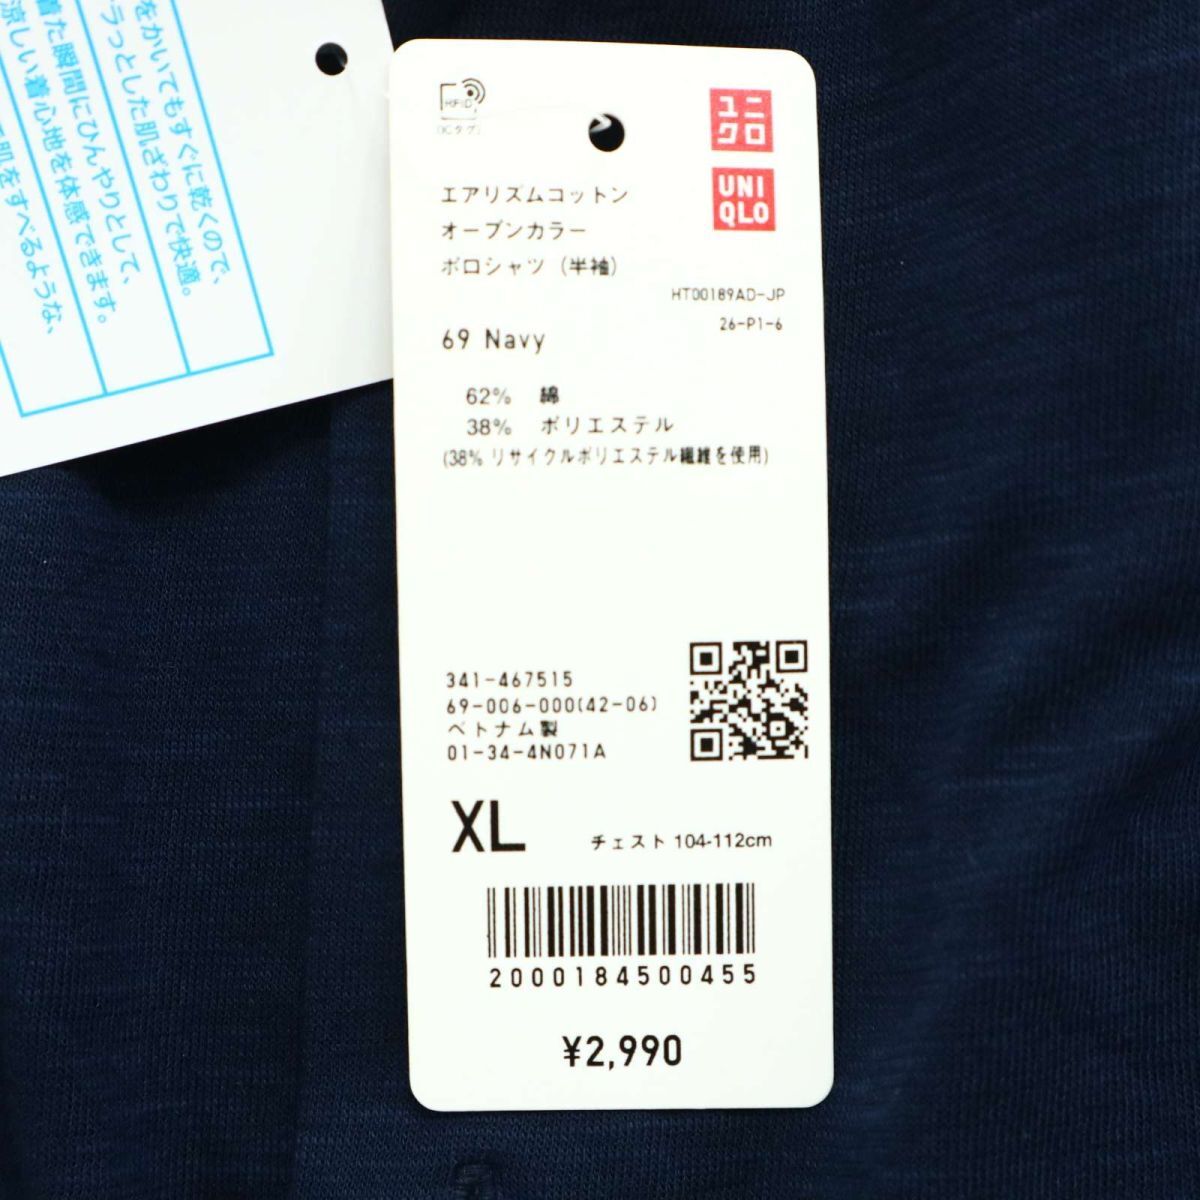 をかいてもすぐに乾くので、
ラっとした肌ざわりで快適。
着た瞬間にひんやりとして、
涼しい着心地を体感できます。
肌をすべるような、
HFID
(ICタグ)
ユニ
クロ
UNI
QLO
エアリズムコットン
オープンカラー
ポロシャツ (半袖)
HT00189AD-JP
26-P1-6
69 Navy
62% 綿
38% ポリエステル
(38% リサイクルポリエステル繊維を使用)
341-467515
69-006-000(42-06)
ベトナム製
01-34-4N071A
XL
チェスト 104-112cm
2000184500455
¥2,990